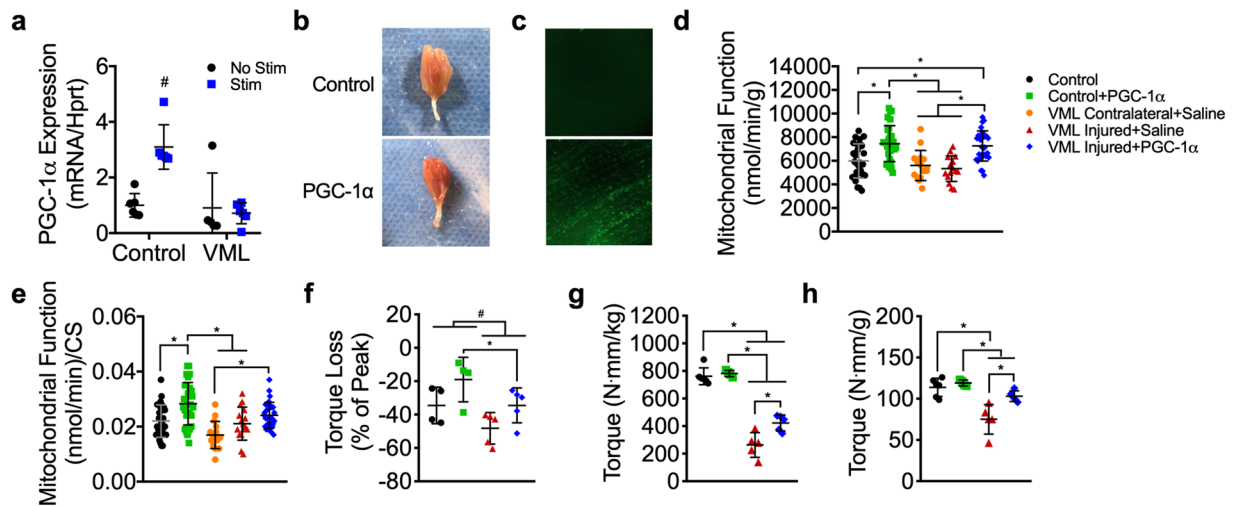 a
PGC-1α Expression
(mRNA/Hprt)
6
4
2
0
#
No Stim
Stim
Control
VML
b
Control
PGC-1α
c
d
Mitochondrial Function
(nmol/min/g)
14000
12000
10000
8000
6000
4000
2000
0
*
*
*
*
Control
Control+PGC-1α
VML Contralateral+Saline
VML Injured+Saline
VML Injured+PGC-1α
e
Mitochondrial Function
(nmol/min)/CS
0.06
0.04
0.02
0.00
*
*
*
f
Torque Loss
(% of Peak)
20
0
-20
-40
-60
-80
#
*
g
Torque (N·mm/kg)
1200
1000
800
600
400
200
0
*
*
*
h
Torque (N·mm/g)
200
150
100
50
0
*
*
*